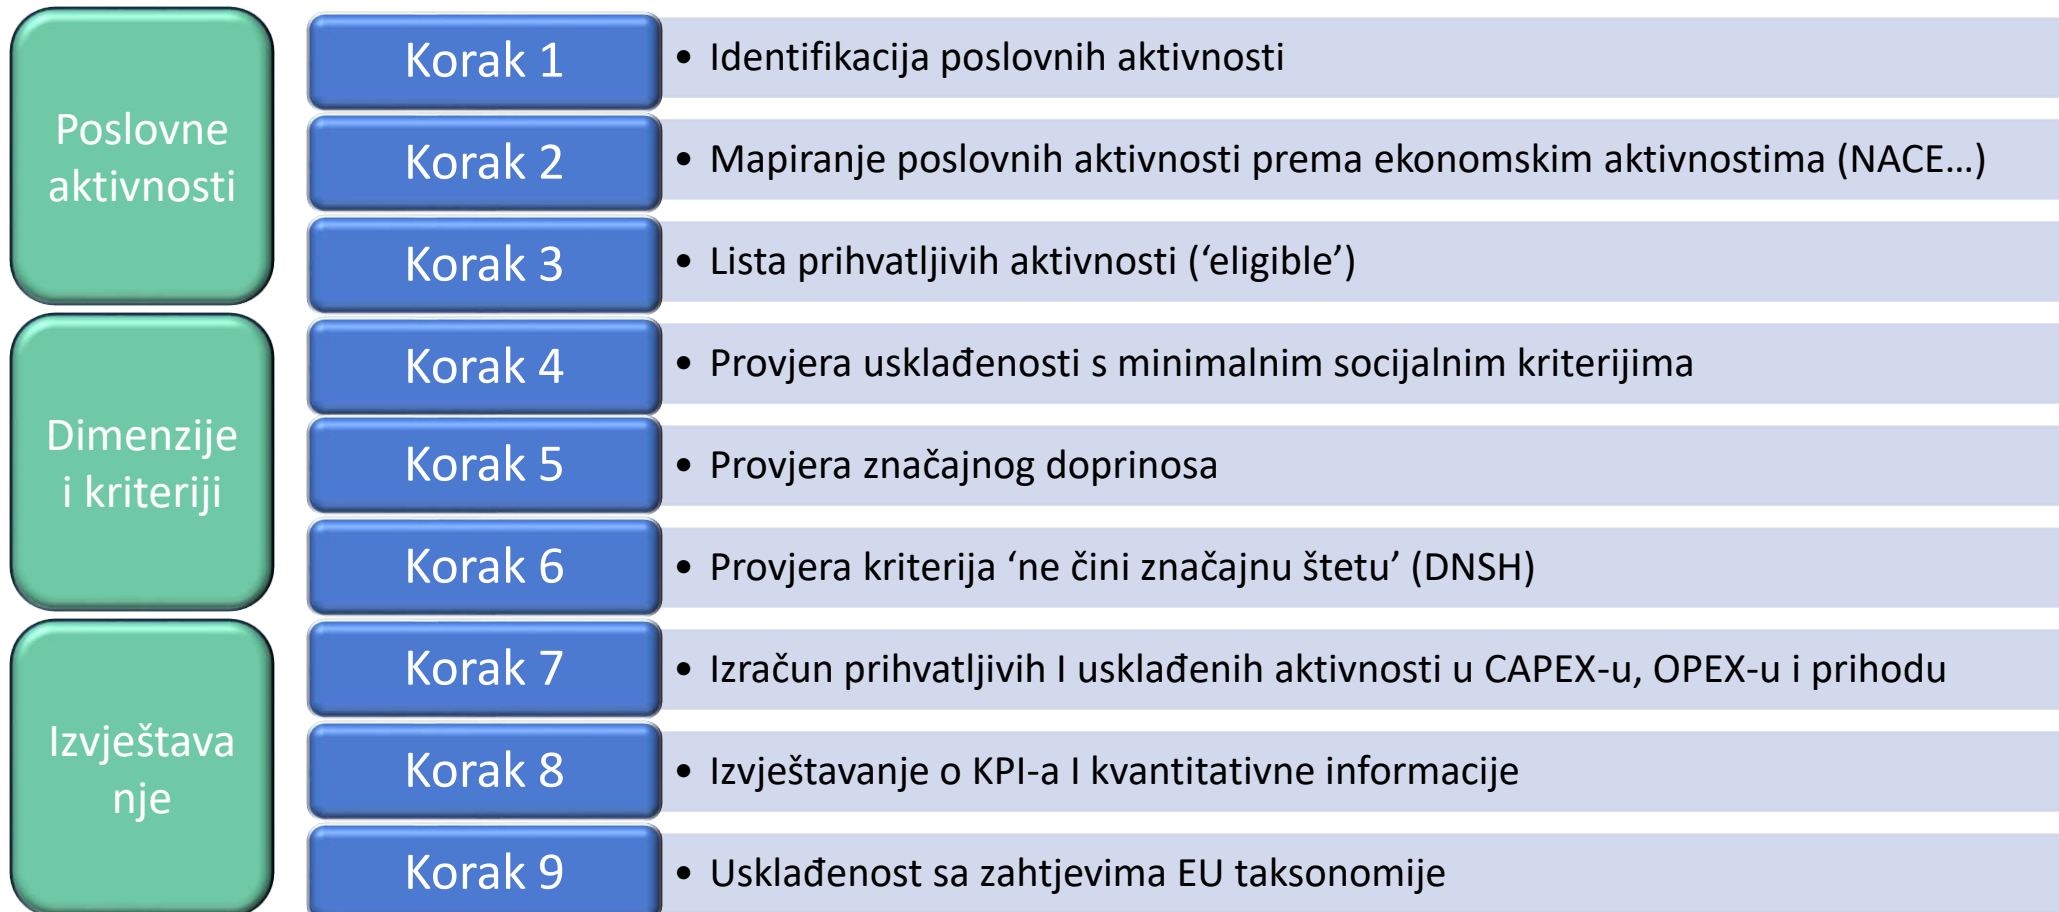 Poslovne
aktivnosti
Korak 1
• Identifikacija poslovnih aktivnosti
Korak 2
• Mapiranje poslovnih aktivnosti prema ekonomskim aktivnostima (NACE…)
Korak 3
• Lista prihvatljivih aktivnosti (‘eligible’)
Dimenzije
i kriteriji
Korak 4
• Provjera usklađenosti s minimalnim socijalnim kriterijima
Korak 5
• Provjera značajnog doprinosa
Korak 6
• Provjera kriterija ‘ne čini značajnu štetu’ (DNSH)
Izvještava
nje
Korak 7
• Izračun prihvatljivih I usklađenih aktivnosti u CAPEX-u, OPEX-u i prihodu
Korak 8
• Izvještavanje o KPI-a I kvantitativne informacije
Korak 9
• Usklađenost sa zahtjevima EU taksonomije